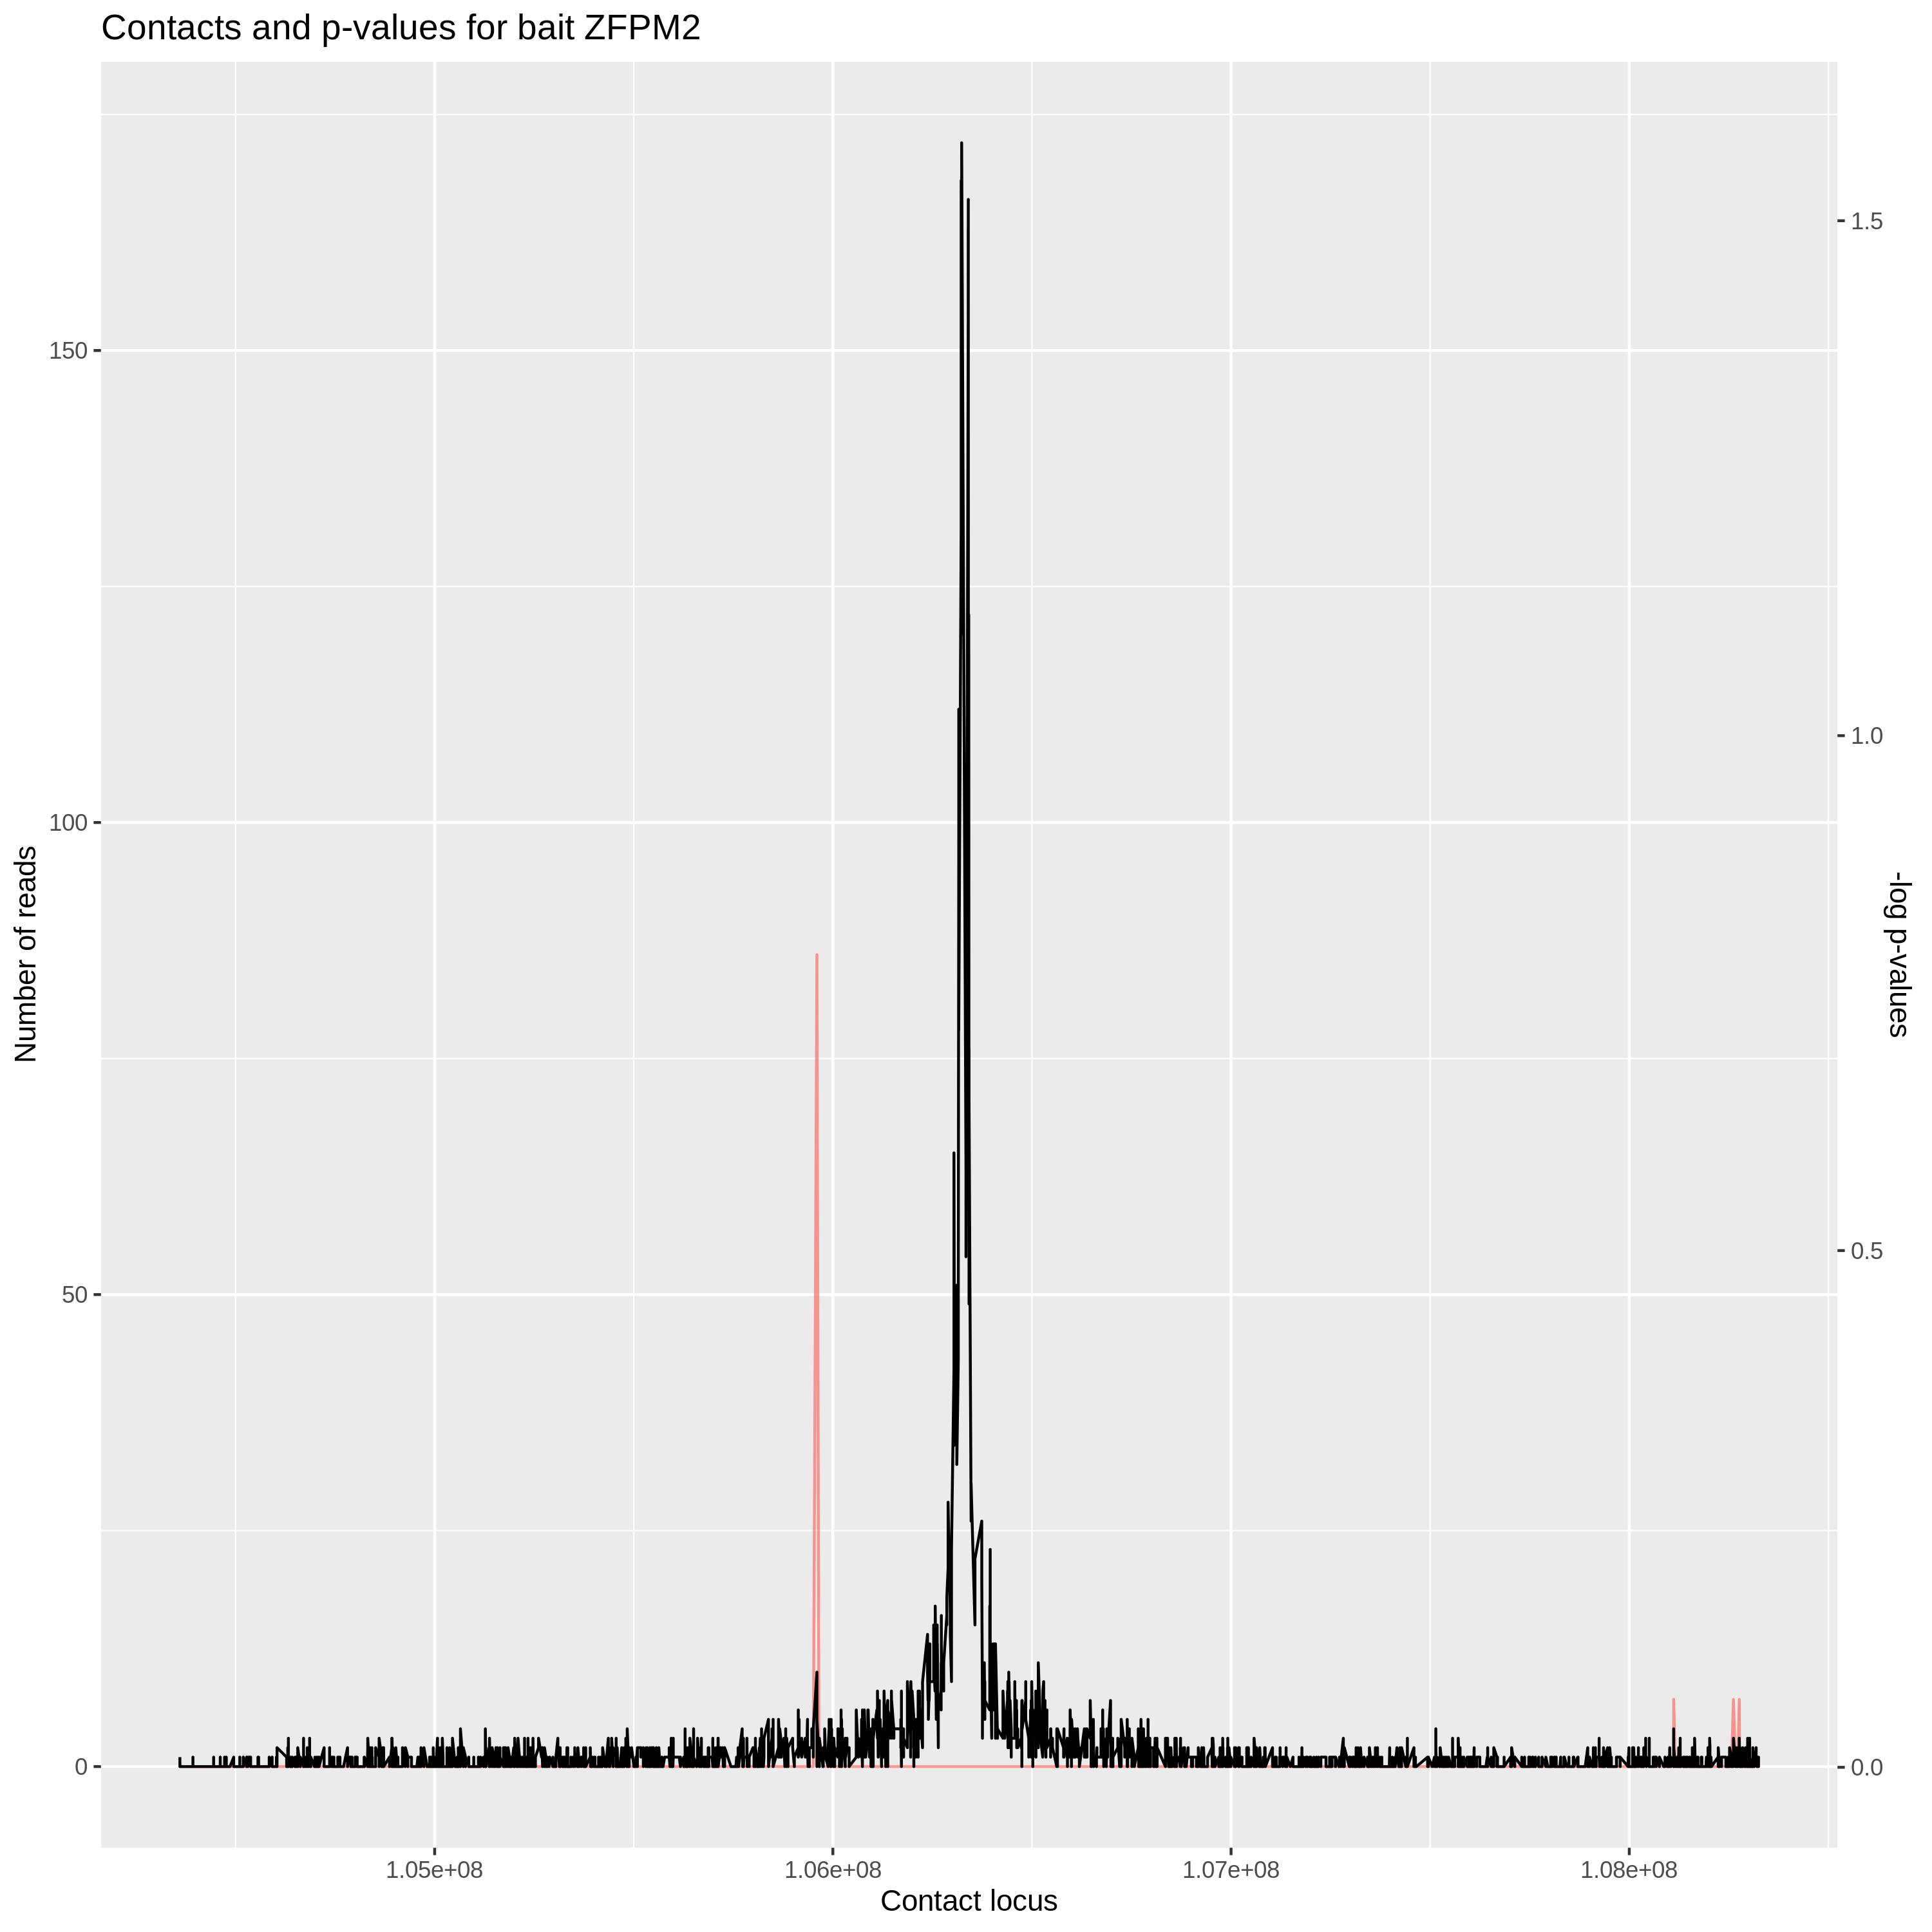 Contacts and p-values for bait ZFPM2
Number of reads
150
100
50
0
1.5
1.0
0.5
0.0
-log p-values
1.05e+08
1.06e+08
1.07e+08
1.08e+08
Contact locus